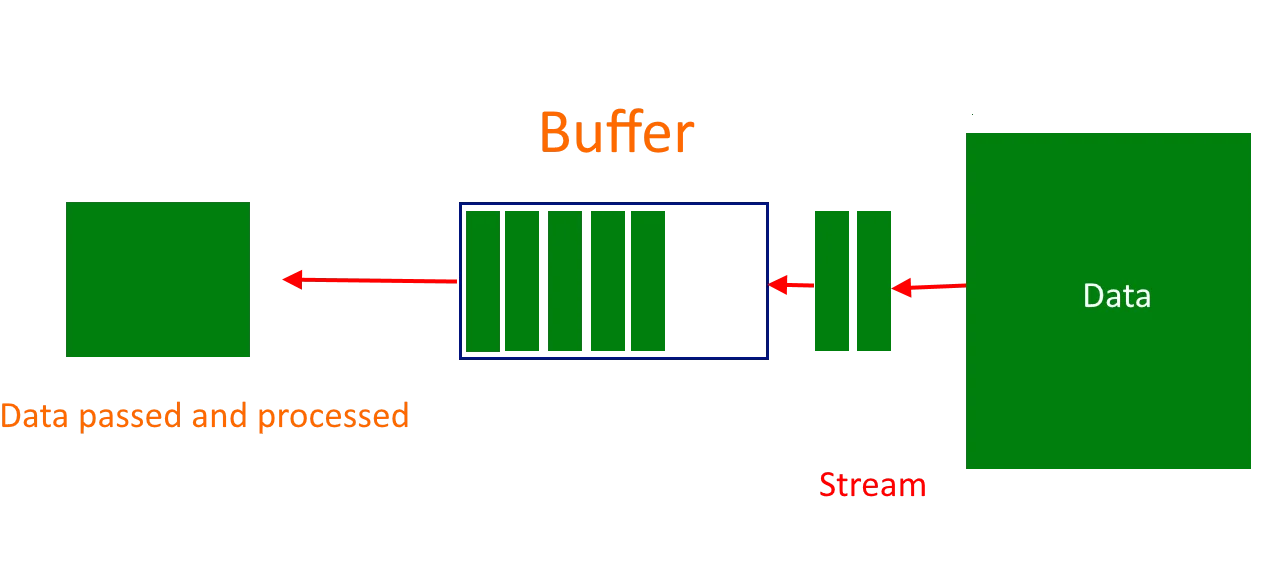 Buffer
Data
Data passed and processed
Stream